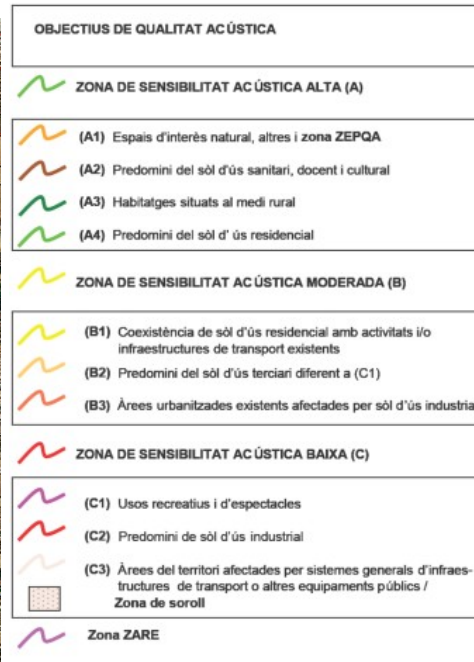 OBJECTIUS DE QUALITAT ACÚSTICA
ZONA DE SENSIBILITAT ACÚSTICA ALTA (A)
(A1) Espais d'interès natural, altres i zona ZEPQA
(A2) Predomini del sòl d'ús sanitari, docent i cultural
(A3) Habitatges situats al medi rural
(A4) Predomini del sòl d' ús residencial
ZONA DE SENSIBILITAT ACÚSTICA MODERADA (B)
(B1) Coexistència de sòl d'ús residencial amb activitats i/o
infraestructures de transport existents
(B2) Predomini del sòl d'ús terciari diferent a (C1)
(B3) Àrees urbanitzades existents afectades per sòl d'ús industria
ZONA DE SENSIBILITAT ACÚSTICA BAIXA (C)
(C1) Usos recreatius i d'espectacles
(C2) Predomini de sòl d'ús industrial
(C3) Àrees del territori afectades per sistemes generals d'infraes-
tructures de transport o altres equipaments públics /
Zona de soroll
Zona ZARE